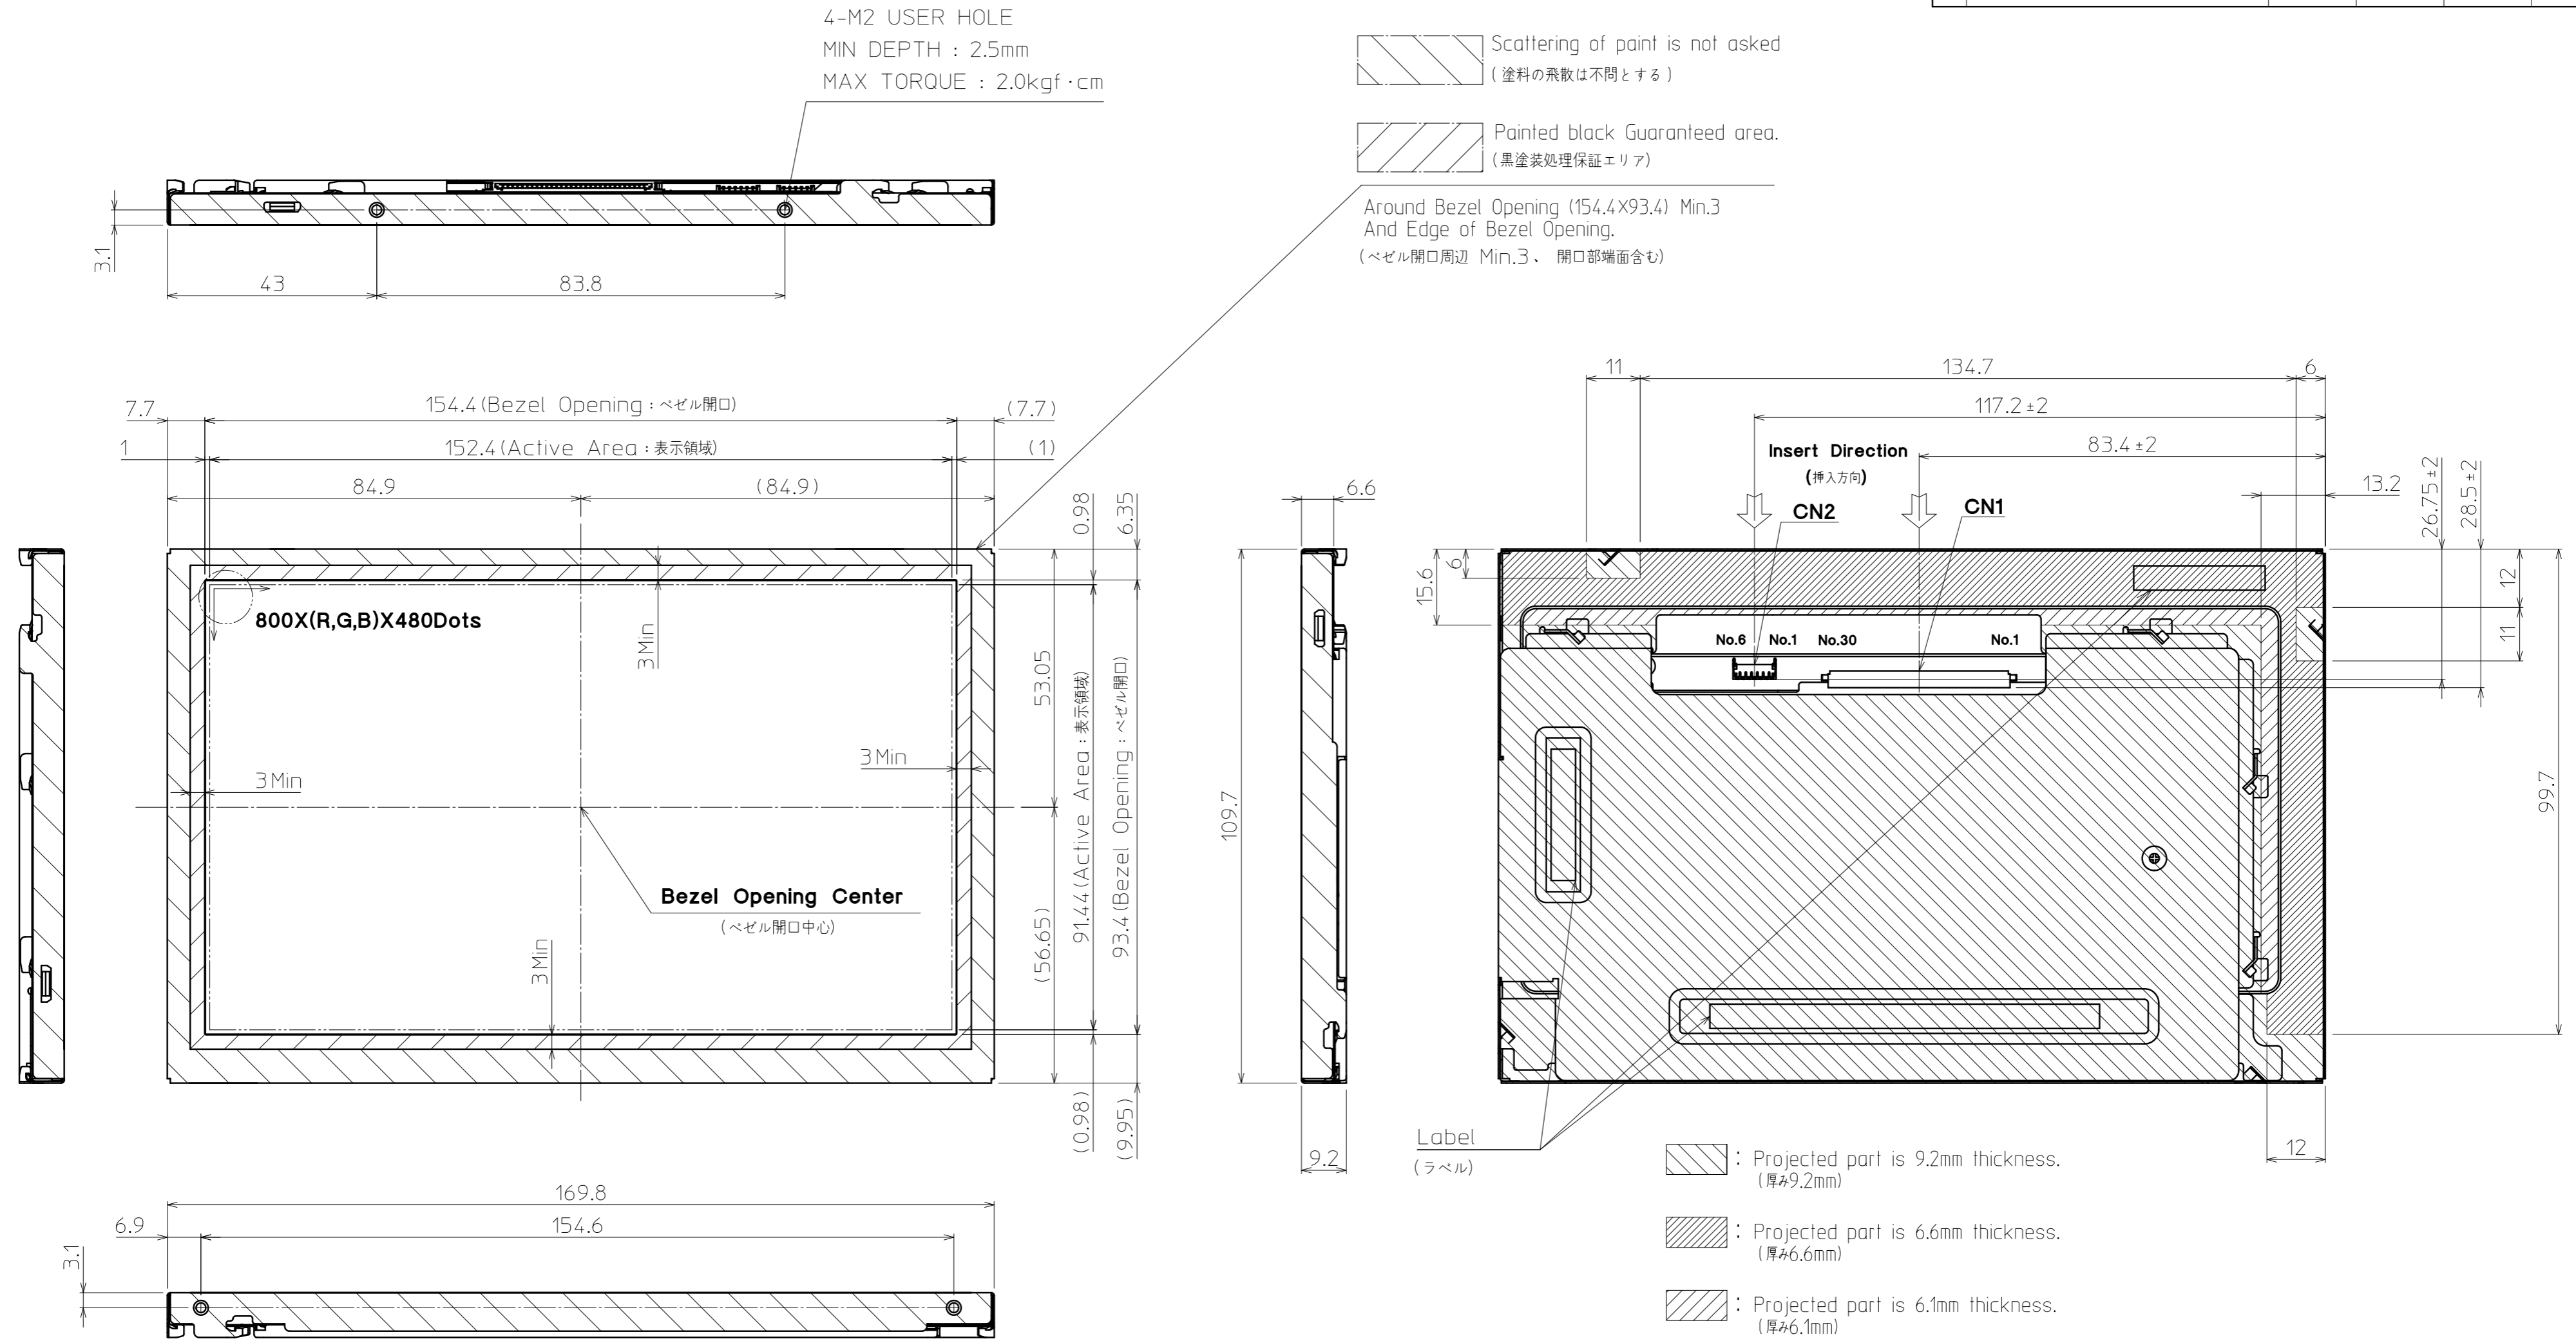 4-M2 USER HOLE
MIN DEPTH : 2.5mm
MAX TORQUE : 2.0kgf·cm
Scattering of paint is not asked
(塗料の飛散は不問とする)
Painted black Guaranteed area.
(黒塗装処理保証エリア)
Around Bezel Opening (154.4X93.4) Min.3
And Edge of Bezel Opening.
(ベゼル開口周辺 Min.3、 開口部端面含む)
3.1
43
83.8
7.7
154.4(Bezel Opening:ベゼル開口)
(7.7)
1
152.4(Active Area:表示領域)
(1)
84.9
(84.9)
0.98
6.35
800X(R,G,B)X480Dots
3Min
53.05
91.44(Active Area:表示領域)
93.4(Bezel Opening:ベゼル開口)
3Min
3Min
Bezel Opening Center
(ベゼル開口中心)
3Min
(56.65)
(0.98)
(9.95)
169.8
6.9
154.6
3.1
6.6
109.7
9.2
11
134.7
6
117.2±2
Insert Direction
(挿入方向)
83.4±2
13.2
26.75±2
28.5±2
CN2
CN1
15.6
6
12
11
No.6
No.1
No.30
No.1
99.7
12
Label
(ラベル)
: Projected part is 9.2mm thickness.
(厚み9.2mm)
: Projected part is 6.6mm thickness.
(厚み6.6mm)
: Projected part is 6.1mm thickness.
(厚み6.1mm)